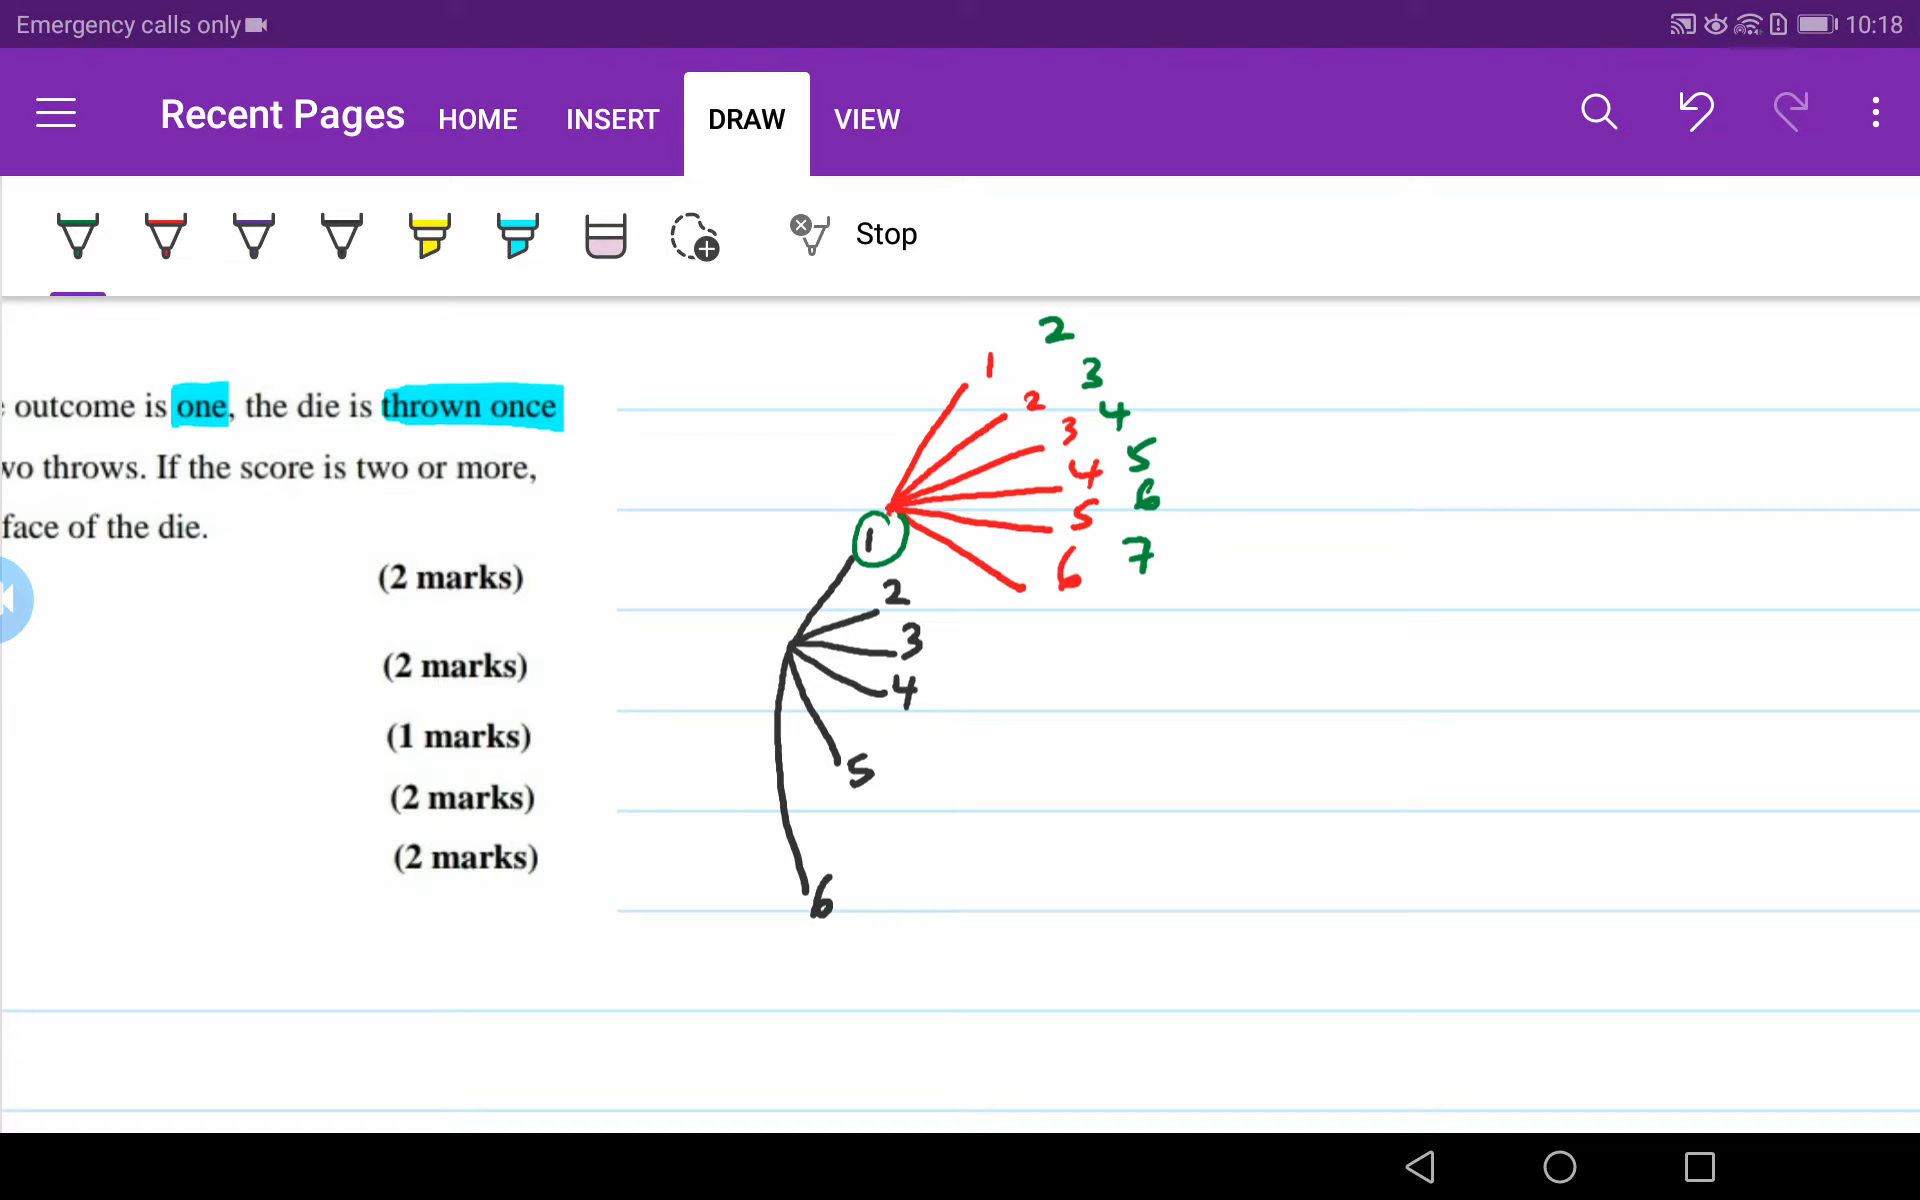 Emergency calls only 10:18
Recent Pages HOME INSERT DRAW VIEW
Stop
outcome is one, the die is thrown once
wo throws. If the score is two or more,
face of the die.
(2 marks)
(2 marks)
(1 marks)
(2 marks)
(2 marks)
1 2
2 3
3 4
4 5
5 6
6 7
1
2
3
4
5
6